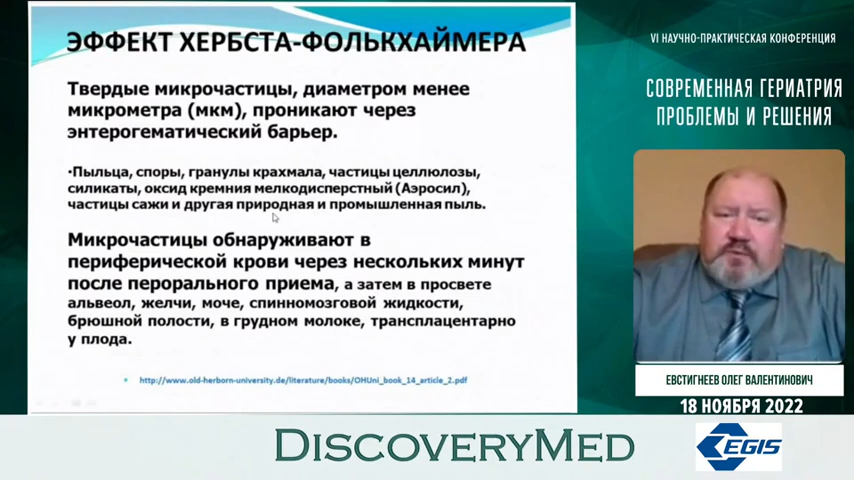 ЭФФЕКТ ХЕРБСТА-ФОЛЬКХАЙМЕРА
Твердые микрочастицы, диаметром менее
микрометра (мкм), проникают через
энтерогематический барьер.
•Пыльца, споры, гранулы крахмала, частицы целлюлозы,
силикаты, оксид кремния мелкодисперстный (Аэросил),
частицы сажи и другая природная и промышленная пыль.
Микрочастицы обнаруживают в
периферической крови через нескольких минут
после перорального приема, а затем в просвете
альвеол, желчи, моче, спинномозговой жидкости,
брюшной полости, в грудном молоке, трансплацентарно
у плода.
• http://www.old-herborn-university.de/literature/books/OHUni_book_14_article_2.pdf
VI НАУЧНО-ПРАКТИЧЕСКАЯ КОНФЕРЕНЦИЯ
СОВРЕМЕННАЯ ГЕРИАТРИЯ
ПРОБЛЕМЫ И РЕШЕНИЯ
ЕВСТИГНЕЕВ ОЛЕГ ВАЛЕНТИНОВИЧ
18 НОЯБРЯ 2022
DISCOVERYMED
EGIS